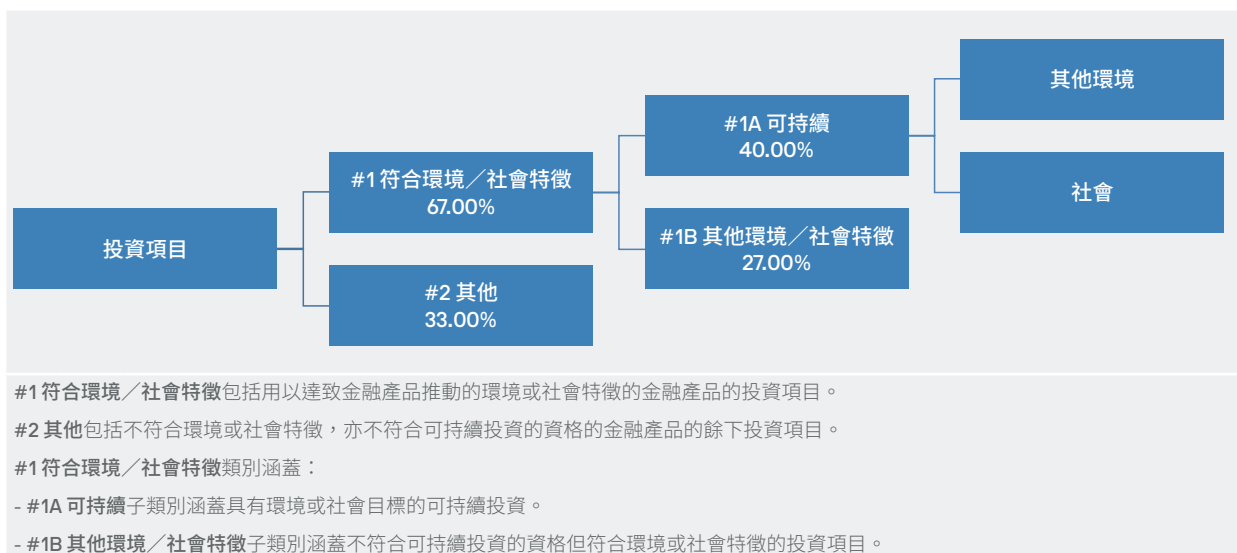 投資項目
#1 符合環境／社會特徵
67.00%
#2 其他
33.00%
#1A 可持續
40.00%
#1B 其他環境／社會特徵
27.00%
其他環境
社會
#1 符合環境／社會特徵包括用以達致金融產品推動的環境或社會特徵的金融產品的投資項目。
#2 其他包括不符合環境或社會特徵，亦不符合可持續投資的資格的金融產品的餘下投資項目。
#1 符合環境／社會特徵類別涵蓋：
- #1A 可持續子類別涵蓋具有環境或社會目標的可持續投資。
- #1B 其他環境／社會特徵子類別涵蓋不符合可持續投資的資格但符合環境或社會特徵的投資項目。